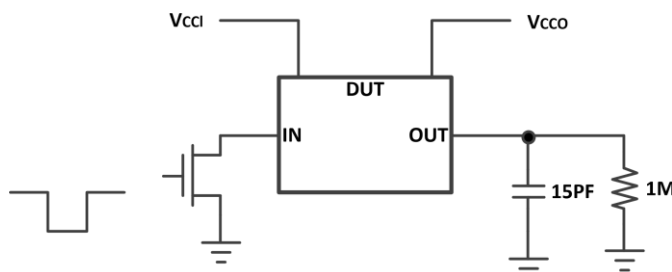 VCCI
VCCO
DUT
IN
OUT
15PF
1M